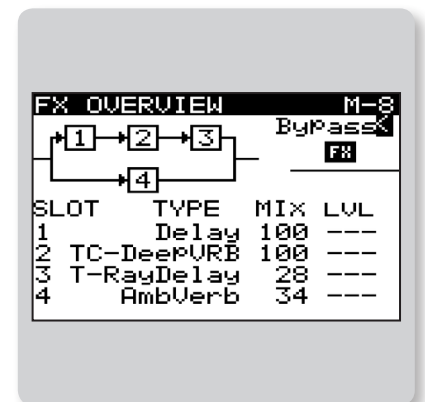 FX OVERVIEW M-8
Bypass
1 2 3
FX
4
SLOT TYPE MIX LVL
1 Delay 100 ---
2 TC-DeepVRB 100 ---
3 T-RayDelay 28 ---
4 AmbVerb 34 ---